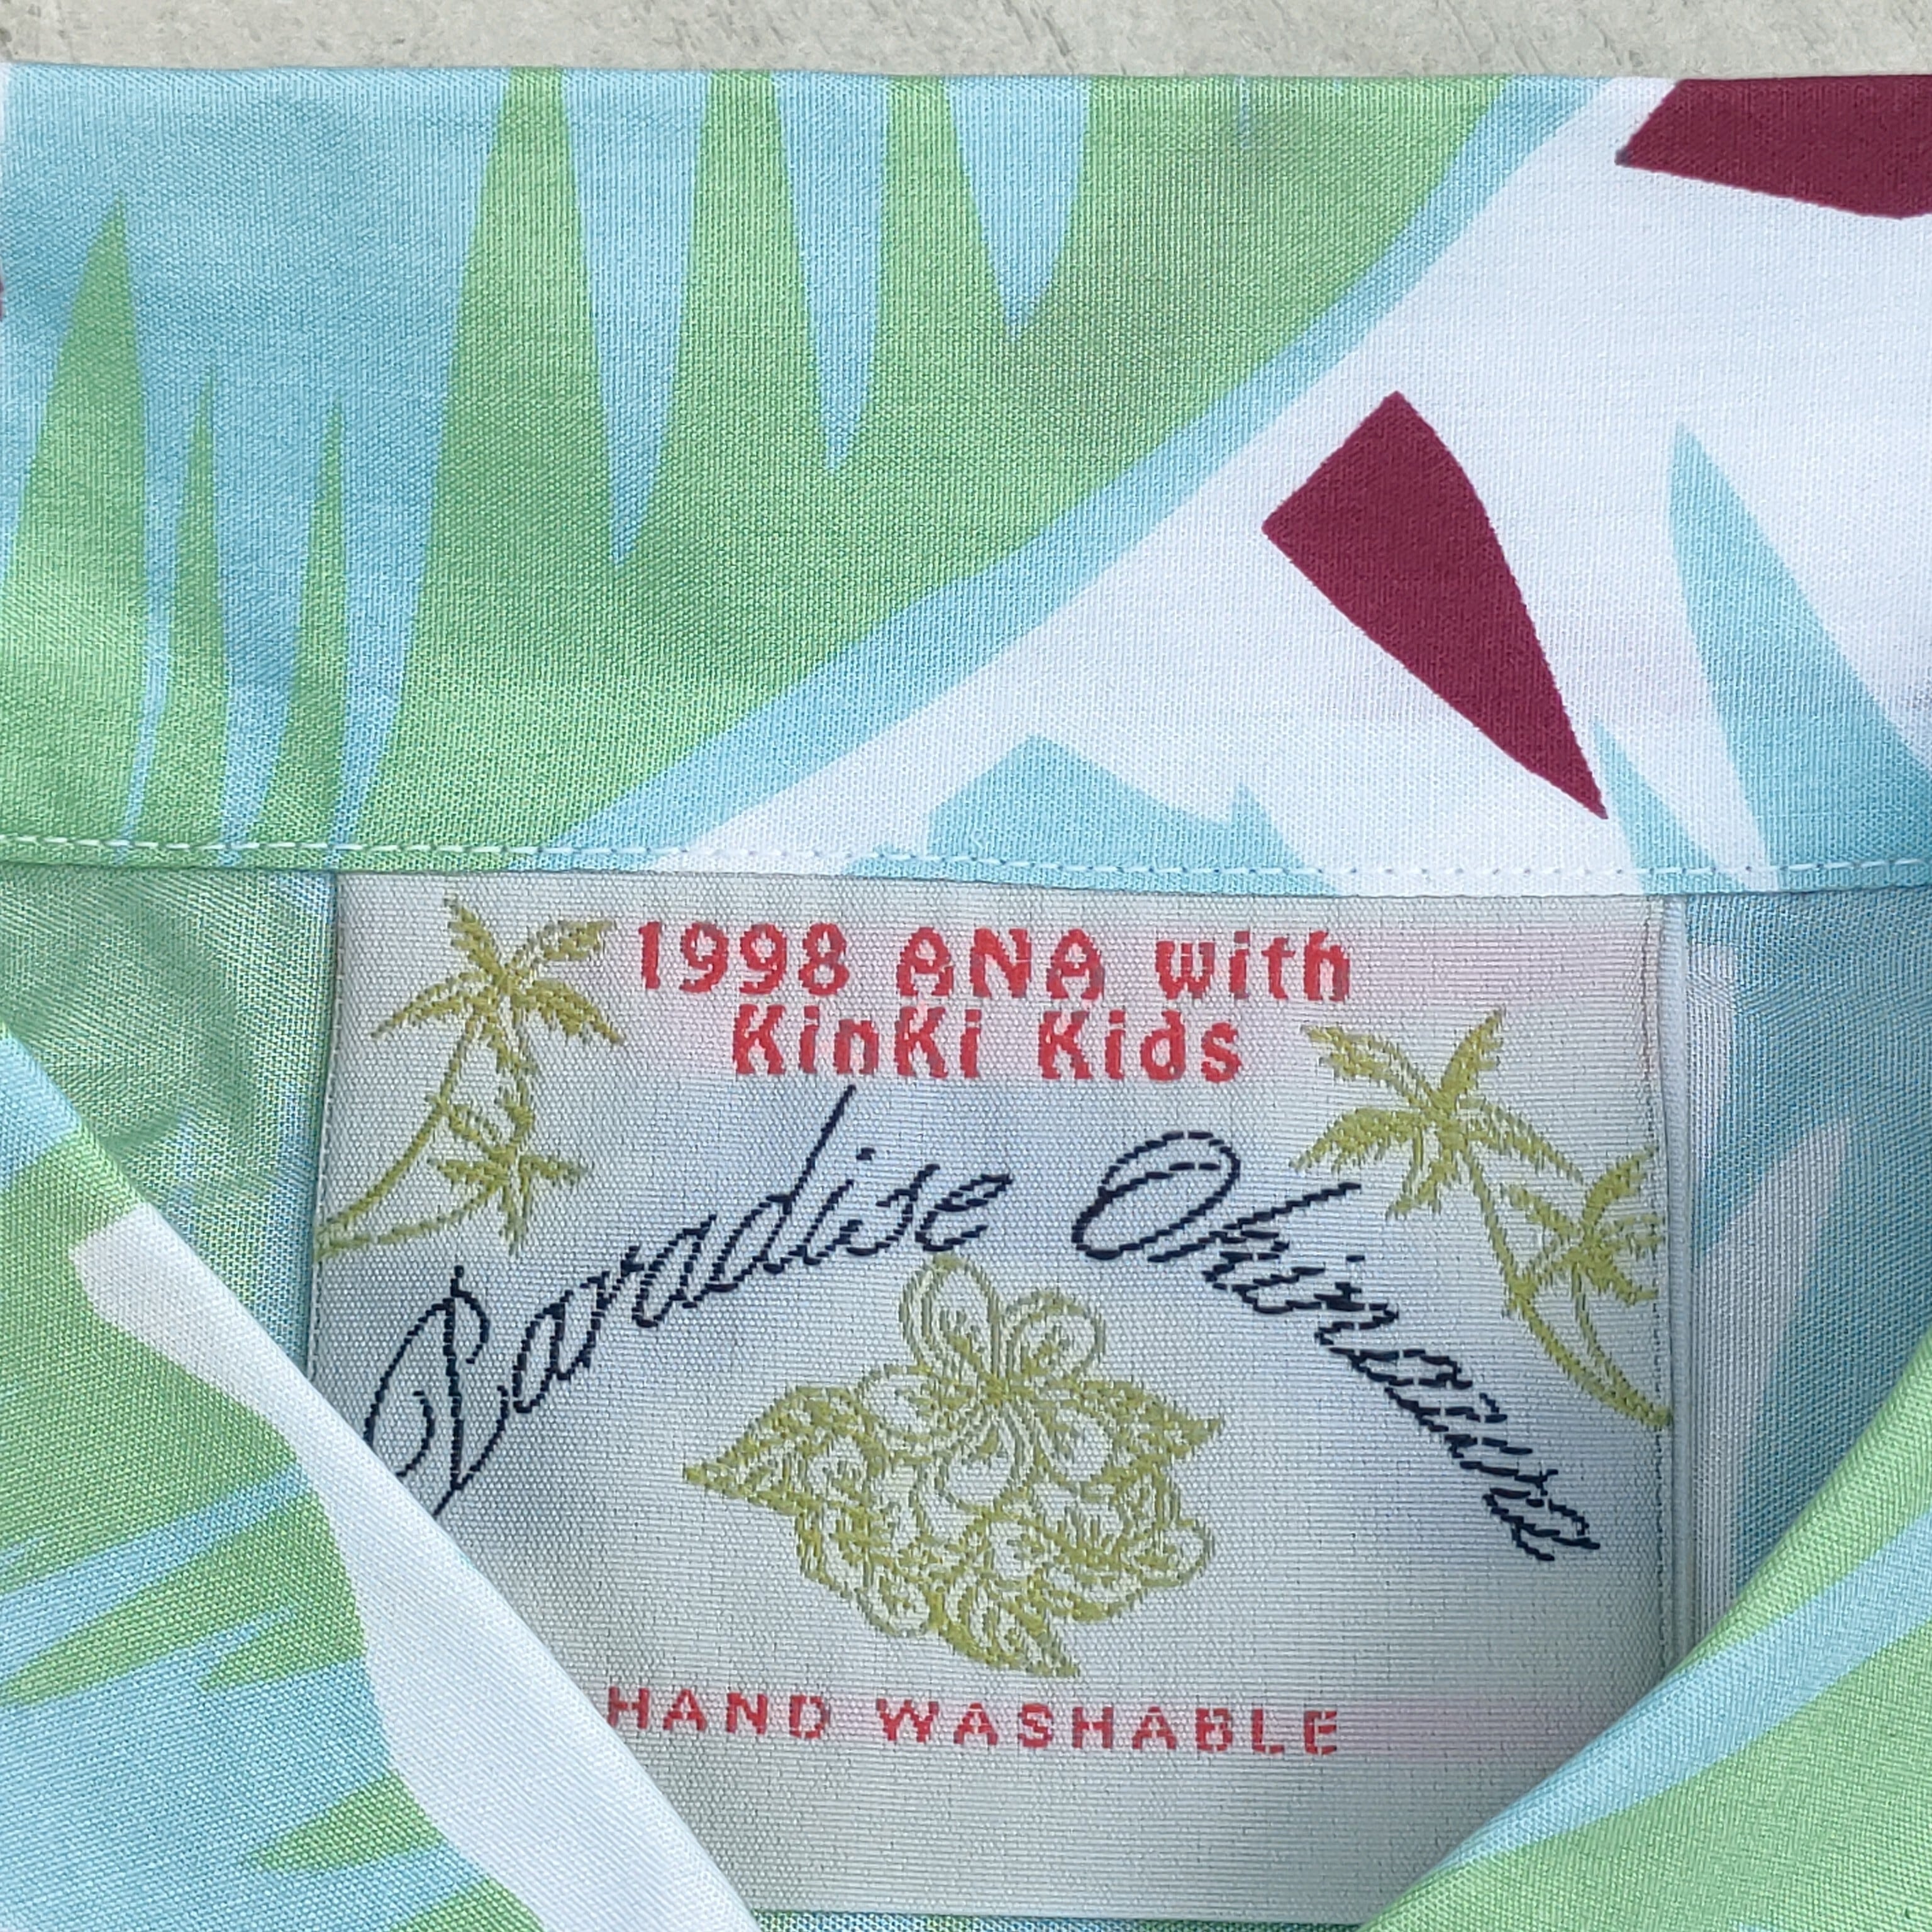 1998 ANA with
KinKi Kids
Paradise Okinawa
HAND WASHABLE